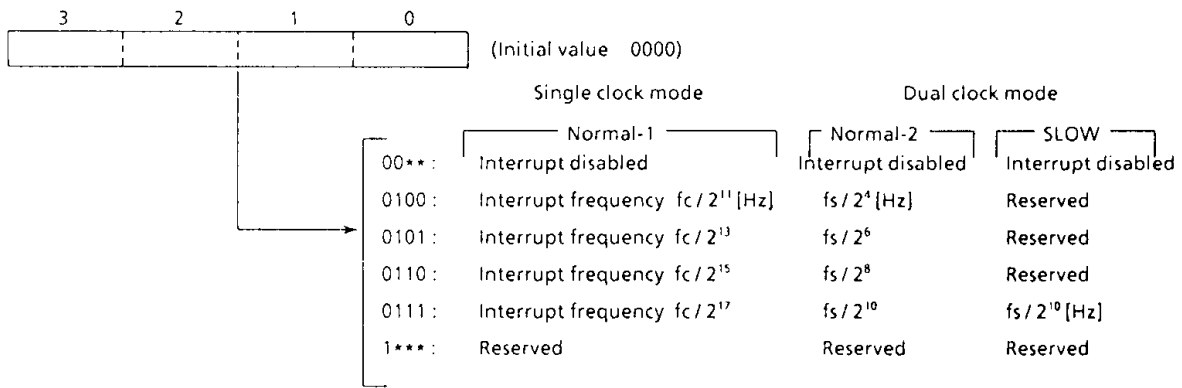 3 2 1 0
(Initial value 0000)
Single clock mode Dual clock mode
Normal-1 Normal-2 SLOW
00**: Interrupt disabled Interrupt disabled Interrupt disabled
0100: Interrupt frequency fc/2¹¹ [Hz] fs/2⁴ [Hz] Reserved
0101: Interrupt frequency fc/2¹³ fs/2⁶ Reserved
0110: Interrupt frequency fc/2¹⁵ fs/2⁸ Reserved
0111: Interrupt frequency fc/2¹⁷ fs/2¹⁰ fs/2¹⁰ [Hz]
1***: Reserved Reserved Reserved